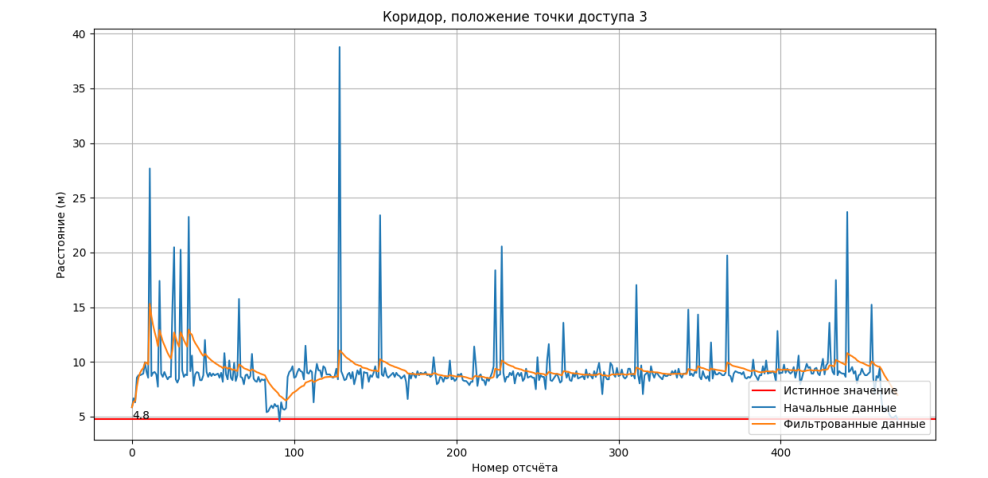 Коридор, положение точки доступа 3
Расстояние (м)
40
35
30
25
20
15
10
5
4.8
0
100
200
300
400
Номер отсчёта
Истинное значение
Начальные данные
Фильтрованные данные